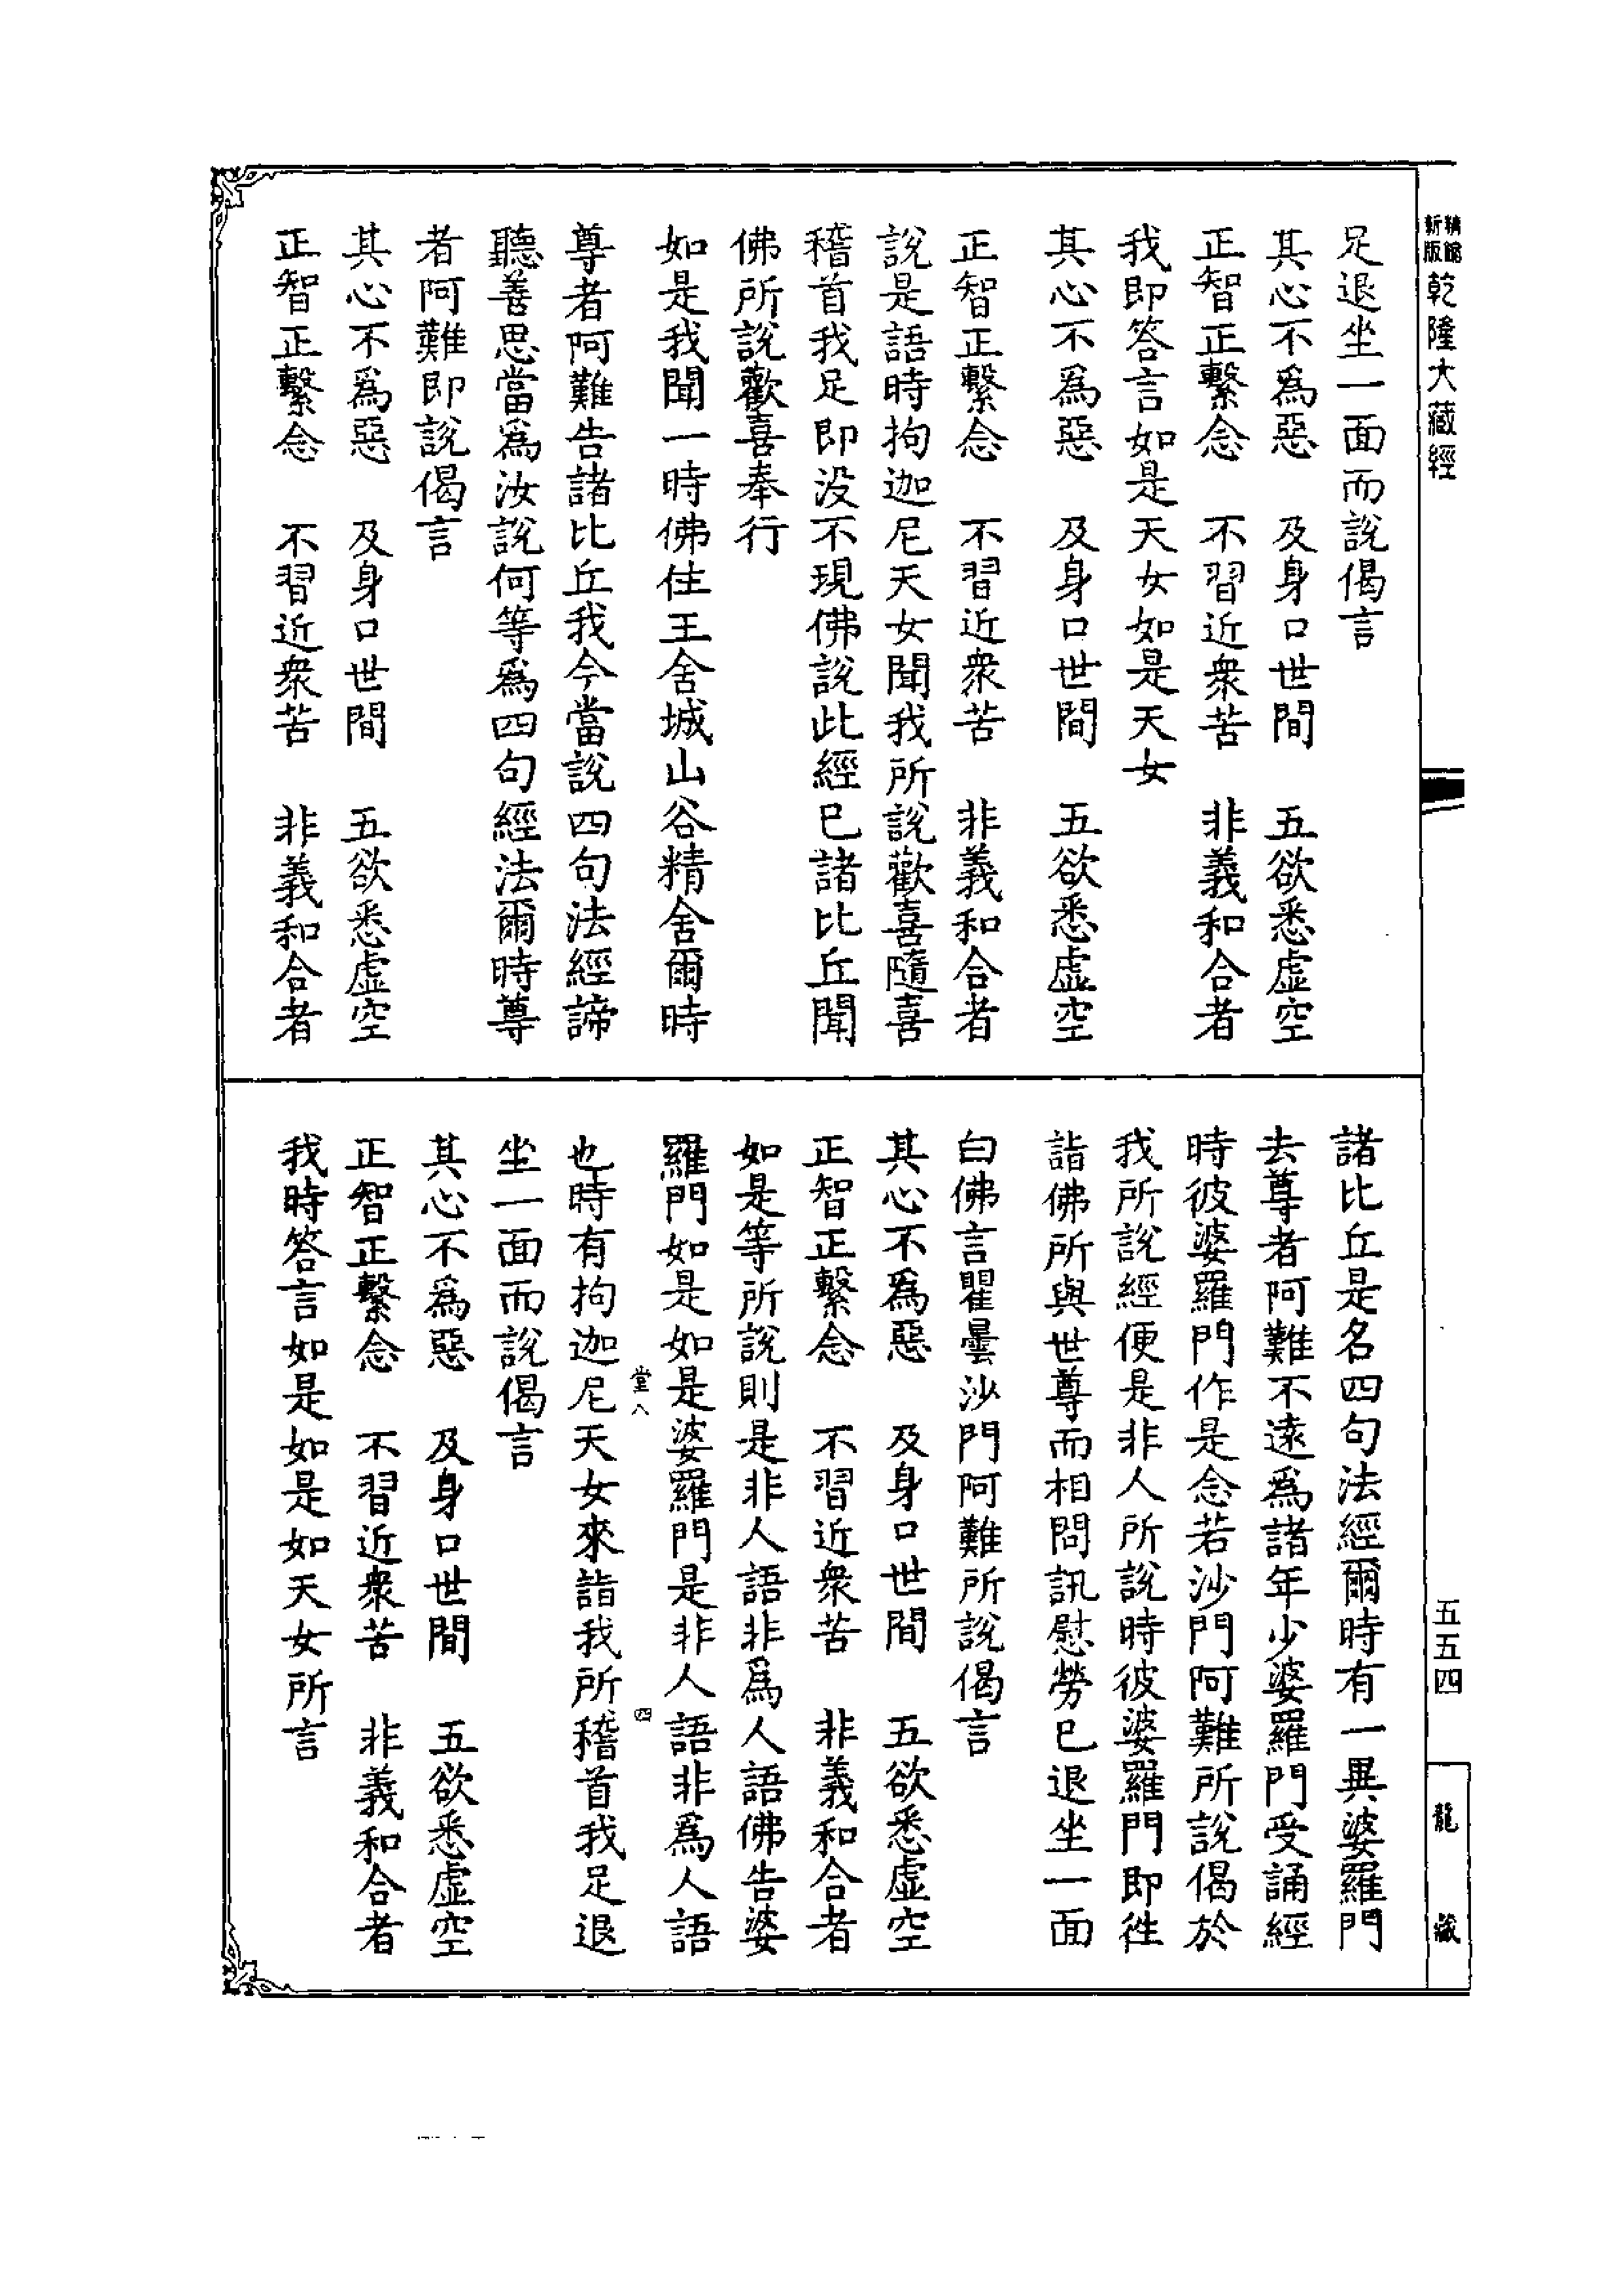 新版 精縮 乾隆大藏經
足退坐一面而說偈言
其心不爲惡　及身口世間　五欲悉虛空
正智正繫念　不習近衆苦　非義和合者
我即答言如是天女如是天女
其心不爲惡　及身口世間　五欲悉虛空
正智正繫念　不習近衆苦　非義和合者
說是語時拘迦尼天女聞我所說歡喜隨喜
稽首我足即没不現佛說此經已諸比丘聞
佛所說歡喜奉行
如是我聞一時佛住王舍城山谷精舍爾時
尊者阿難告諸比丘我今當說四句法經諦
聽善思當爲汝說何等爲四句經法爾時尊
者阿難即說偈言
其心不爲惡　及身口世間　五欲悉虛空
正智正繫念　不習近衆苦　非義和合者
諸比丘是名四句法經爾時有一異婆羅門
去尊者阿難不遠爲諸年少婆羅門受誦經
時彼婆羅門作是念若沙門阿難所說偈於
我所說經便是非人所說時彼婆羅門即往
詣佛所與世尊而相問訊慰勞已退坐一面
白佛言瞿曇沙門阿難所說偈言
其心不爲惡　及身口世間　五欲悉虛空
正智正繫念　不習近衆苦　非義和合者
如是等所說則是非人語非爲人語佛告婆
羅門如是如是婆羅門是非人語非爲人語
堂八　四
也時有拘迦尼天女來詣我所稽首我足退
坐一面而說偈言
其心不爲惡　及身口世間　五欲悉虛空
正智正繫念　不習近衆苦　非義和合者
我時答言如是如是如天女所言
五五四
龍藏